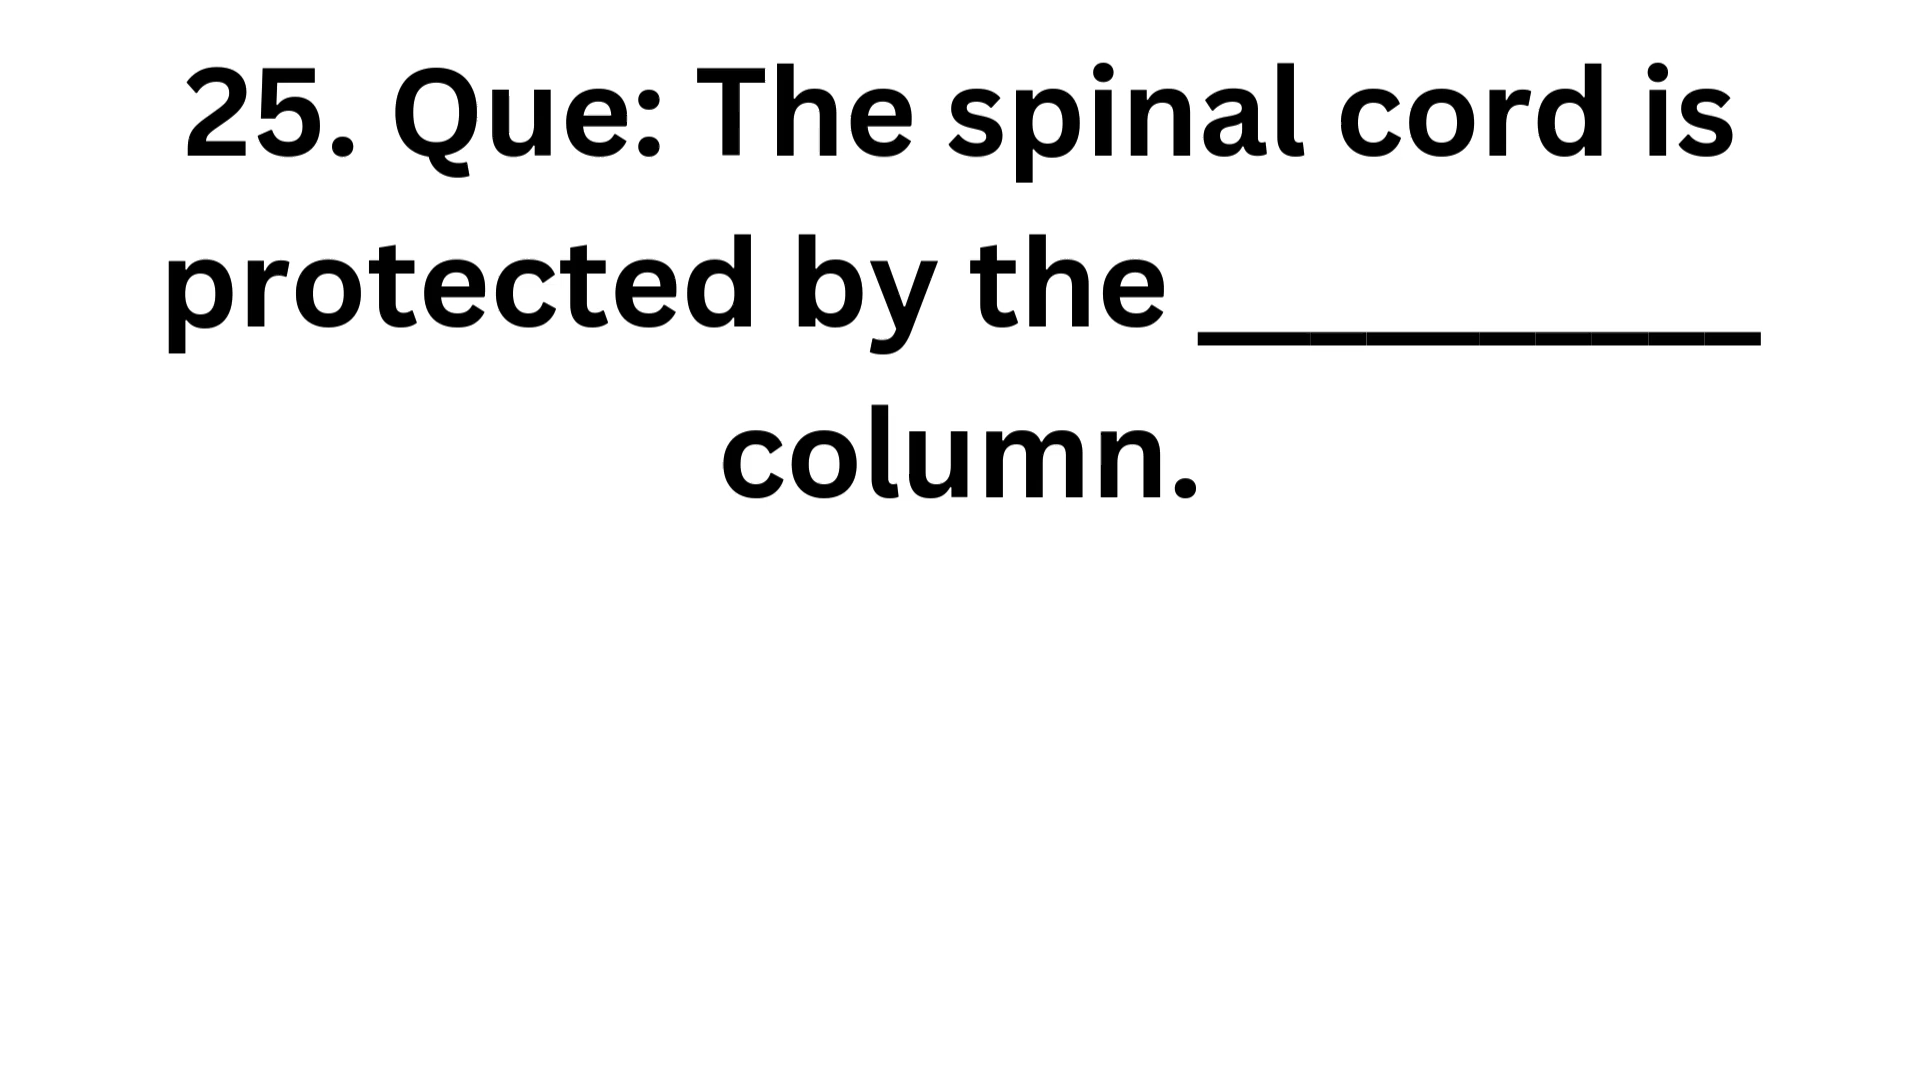 25. Que: The spinal cord is
protected by the __________
column.